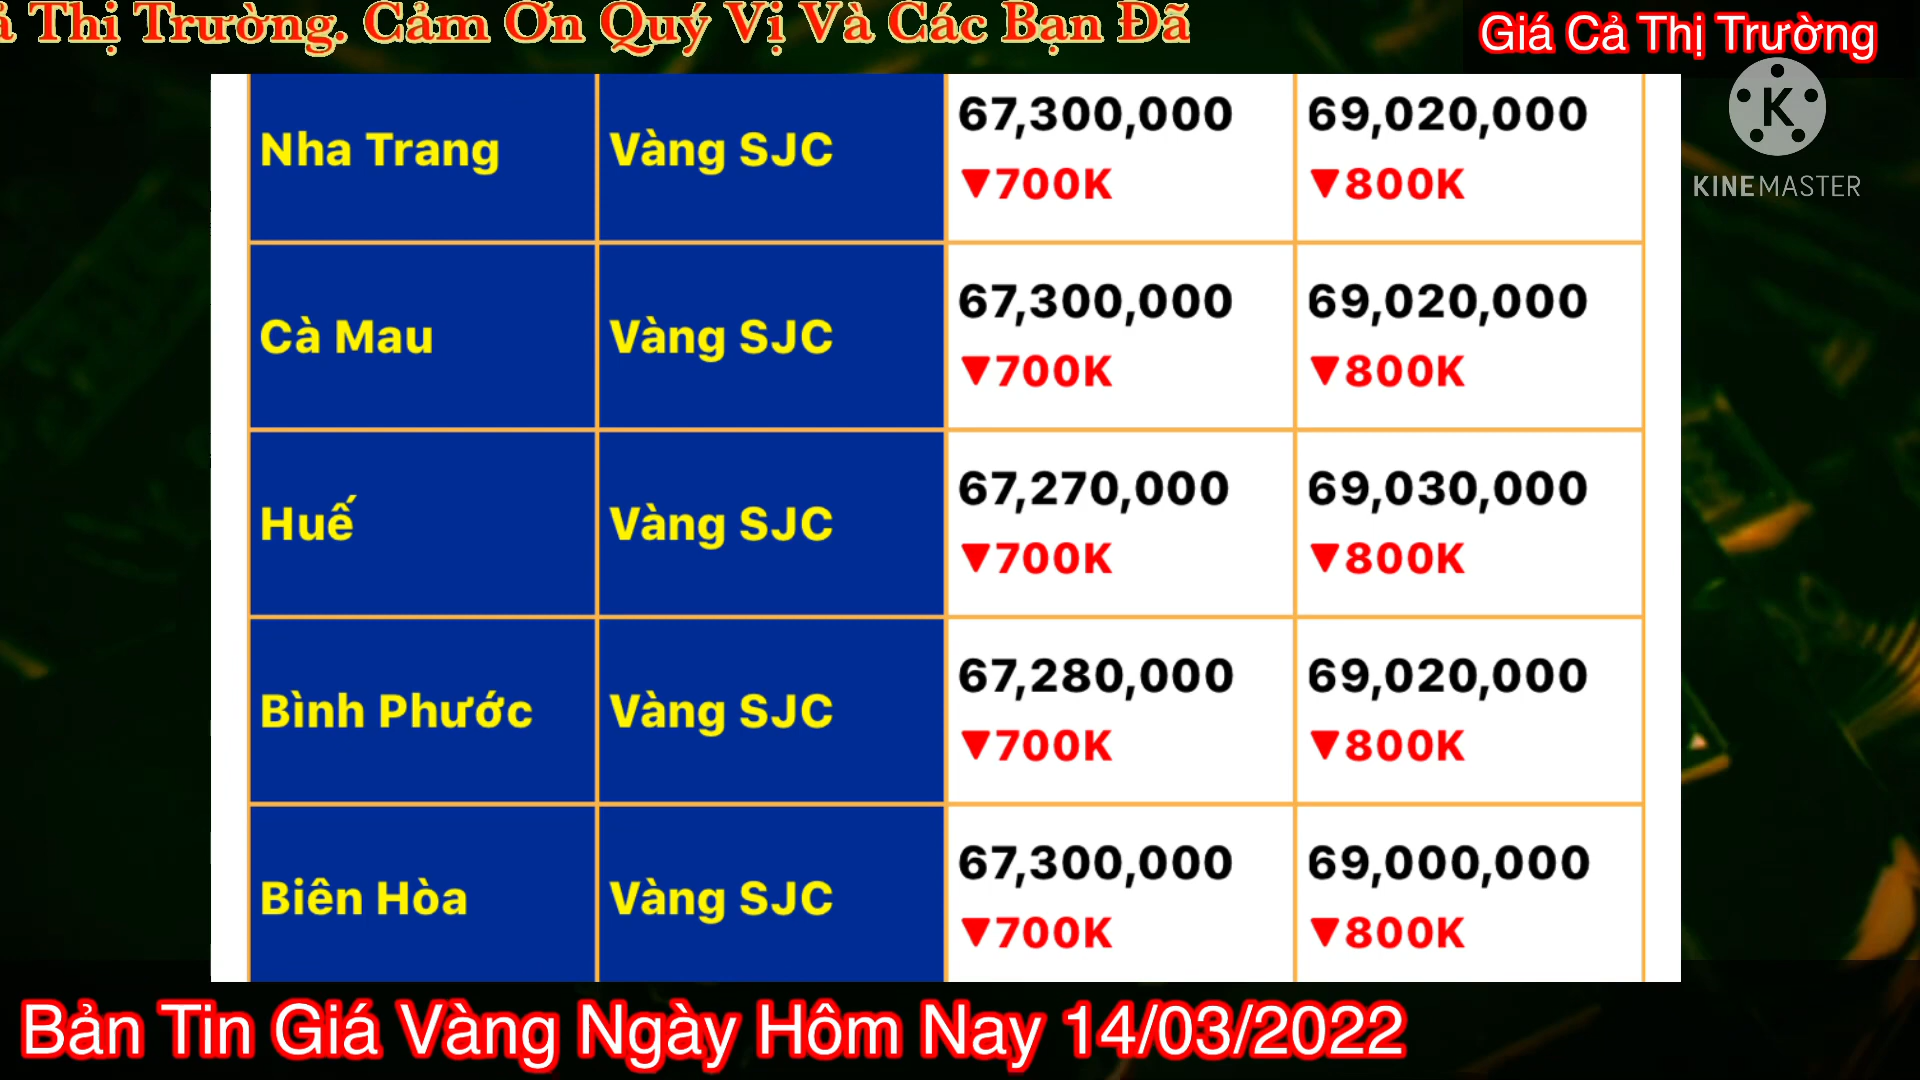 Thị Trường. Cảm Ơn Quý Vị Và Các Bạn Đã
Giá Cả Thị Trường
KINEMASTER
Nha Trang Vàng SJC 67,300,000 69,020,000
▼700K ▼800K
Cà Mau Vàng SJC 67,300,000 69,020,000
▼700K ▼800K
Huế Vàng SJC 67,270,000 69,030,000
▼700K ▼800K
Bình Phước Vàng SJC 67,280,000 69,020,000
▼700K ▼800K
Biên Hòa Vàng SJC 67,300,000 69,000,000
▼700K ▼800K
Bản Tin Giá Vàng Ngày Hôm Nay 14/03/2022